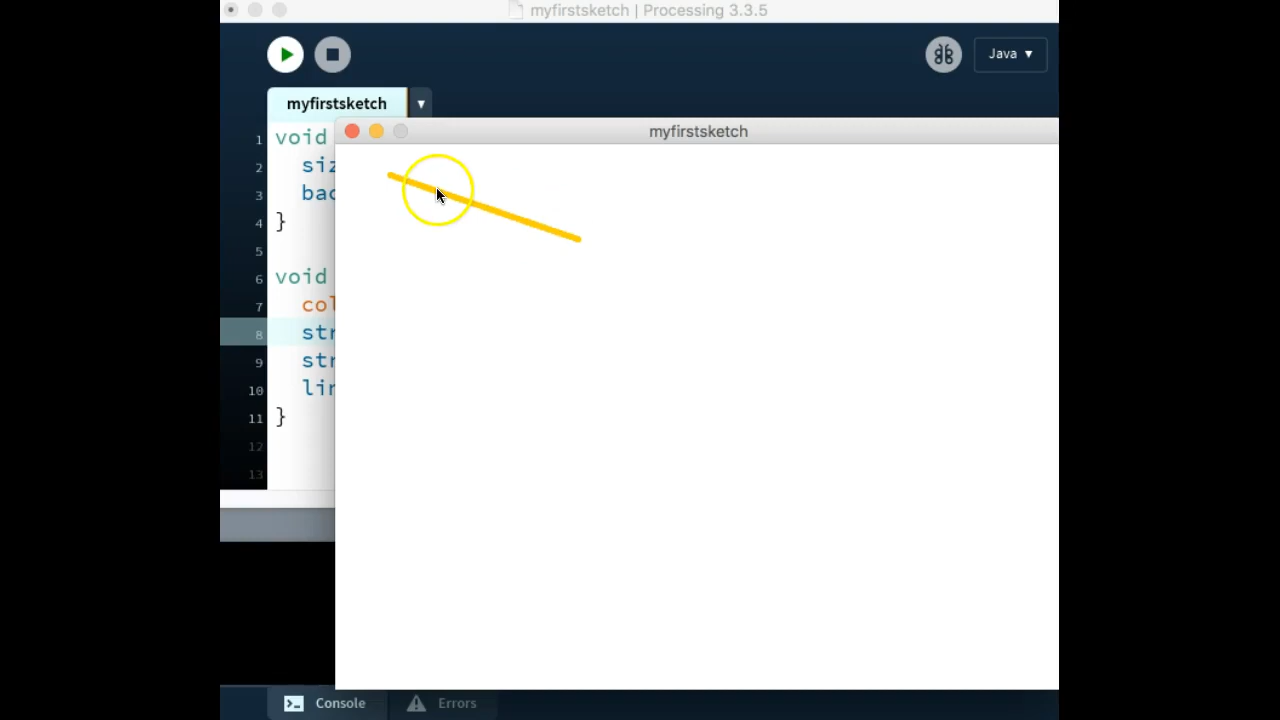 myfirstsketch | Processing 3.3.5
Java ▾
myfirstsketch ▾
myfirstsketch
1 void
2 siz
3 bac
4 }
5
6 void
7 col
8 str
9 str
10 lin
11 }
12
13
Console Errors